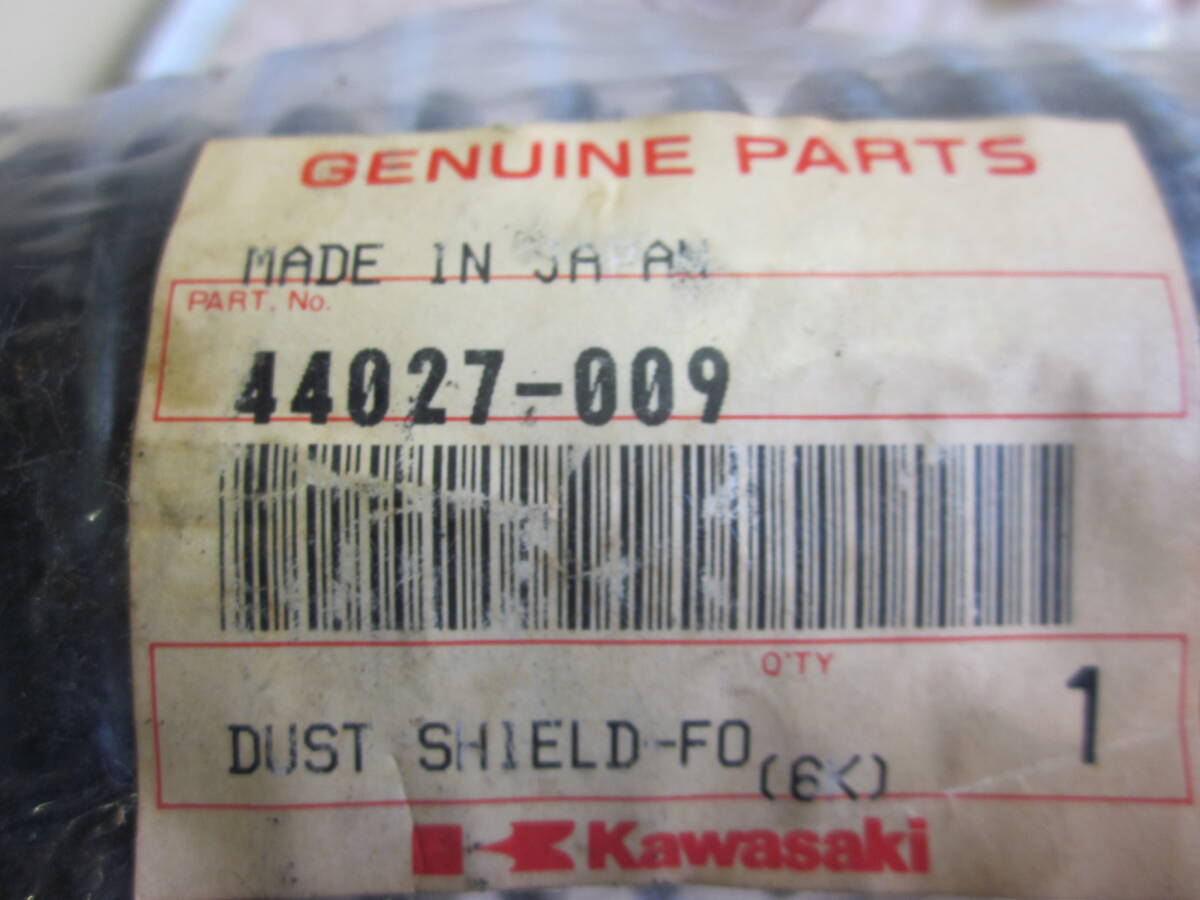 GENUINE PARTS
MADE IN JAPAN
PART. No.
44027-009
Q'TY
1
DUST SHIELD-FO
(6K)
Kawasaki